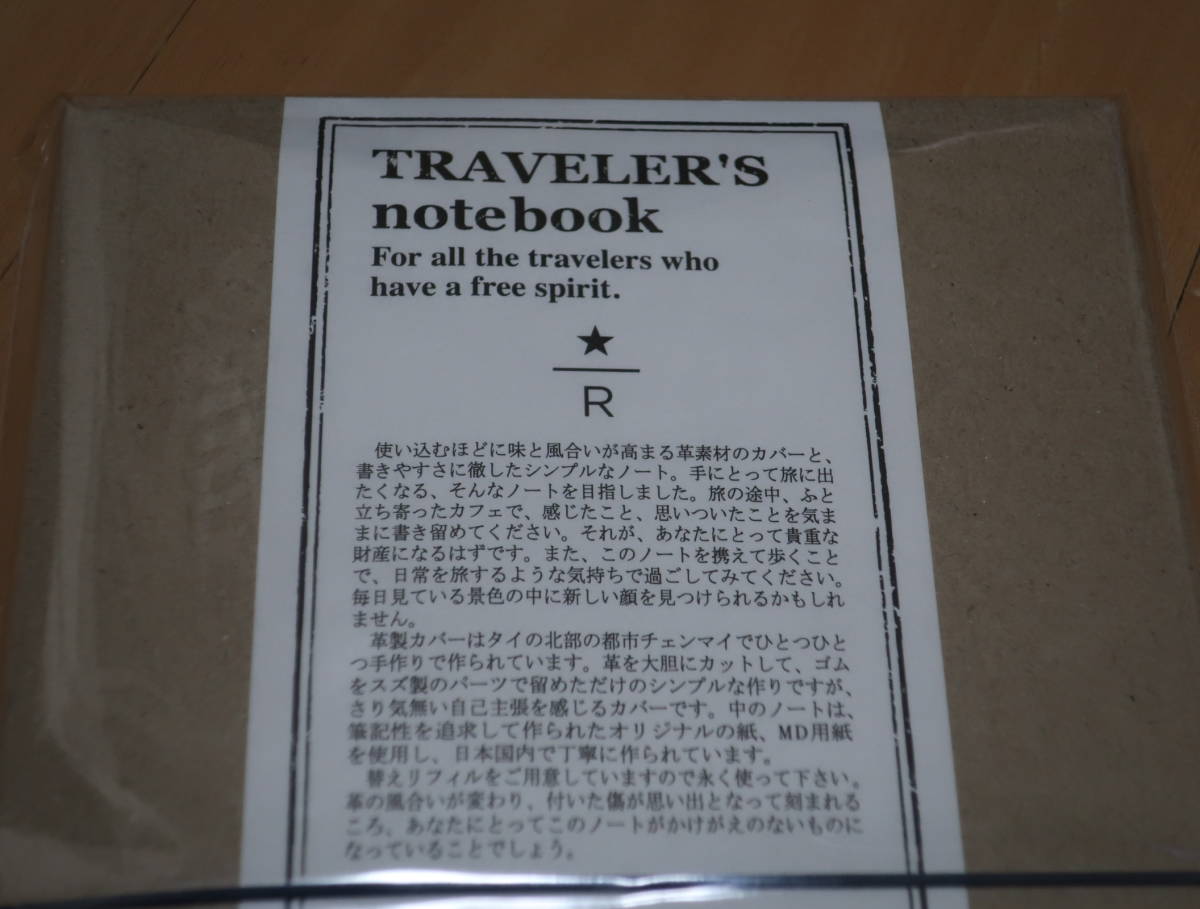 TRAVELER'S
notebook
For all the travelers who
have a free spirit.
★
R
使い込むほどに味と風合いが高まる革素材のカバーと、
書きやすさに徹したシンプルなノート。手にとって旅に出
たくなる、そんなノートを目指しました。旅の途中、ふと
立ち寄ったカフェで、感じたこと、思いついたことを気ま
まに書き留めてください。それが、あなたにとって貴重な
財産になるはずです。また、このノートを携えて歩くこと
で、日常を旅するような気持ちで過ごしてみてください。
毎日見ている景色の中に新しい顔を見つけられるかもしれ
ません。
革製カバーはタイの北部の都市チェンマイでひとつひと
つ手作りで作られています。革を大胆にカットして、ゴム
をスズ製のパーツで留めただけのシンプルな作りですが、
さり気無い自己主張を感じるカバーです。中のノートは、
筆記性を追求して作られたオリジナルの紙、MD用紙
を使用し、日本国内で丁寧に作られています。
替えリフィルをご用意していますので永く使って下さい。
革の風合いが変わり、付いた傷が思い出となって刻まれる
ころ、あなたにとってこのノートがかけがえのないものに
なっていることでしょう。